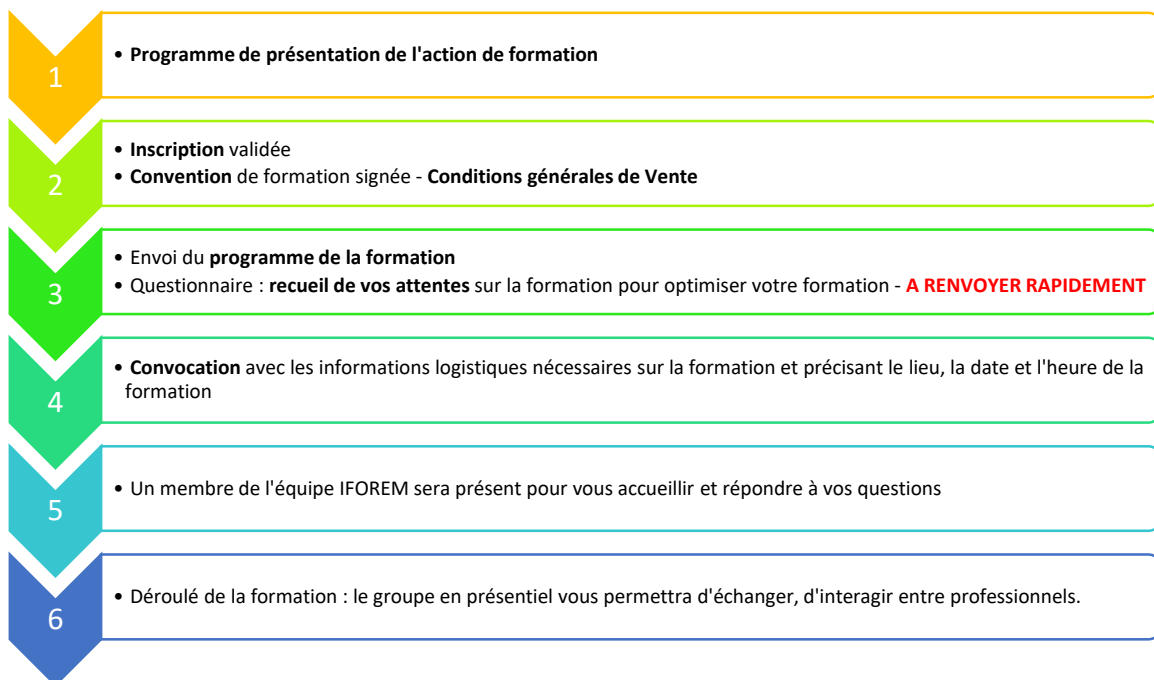 1
• Programme de présentation de l'action de formation
2
• Inscription validée
• Convention de formation signée - Conditions générales de Vente
3
• Envoi du programme de la formation
• Questionnaire : recueil de vos attentes sur la formation pour optimiser votre formation - A RENVOYER RAPIDEMENT
4
• Convocation avec les informations logistiques nécessaires sur la formation et précisant le lieu, la date et l'heure de la
formation
5
• Un membre de l'équipe IFOREM sera présent pour vous accueillir et répondre à vos questions
6
• Déroulé de la formation : le groupe en présentiel vous permettra d'échanger, d'interagir entre professionnels.